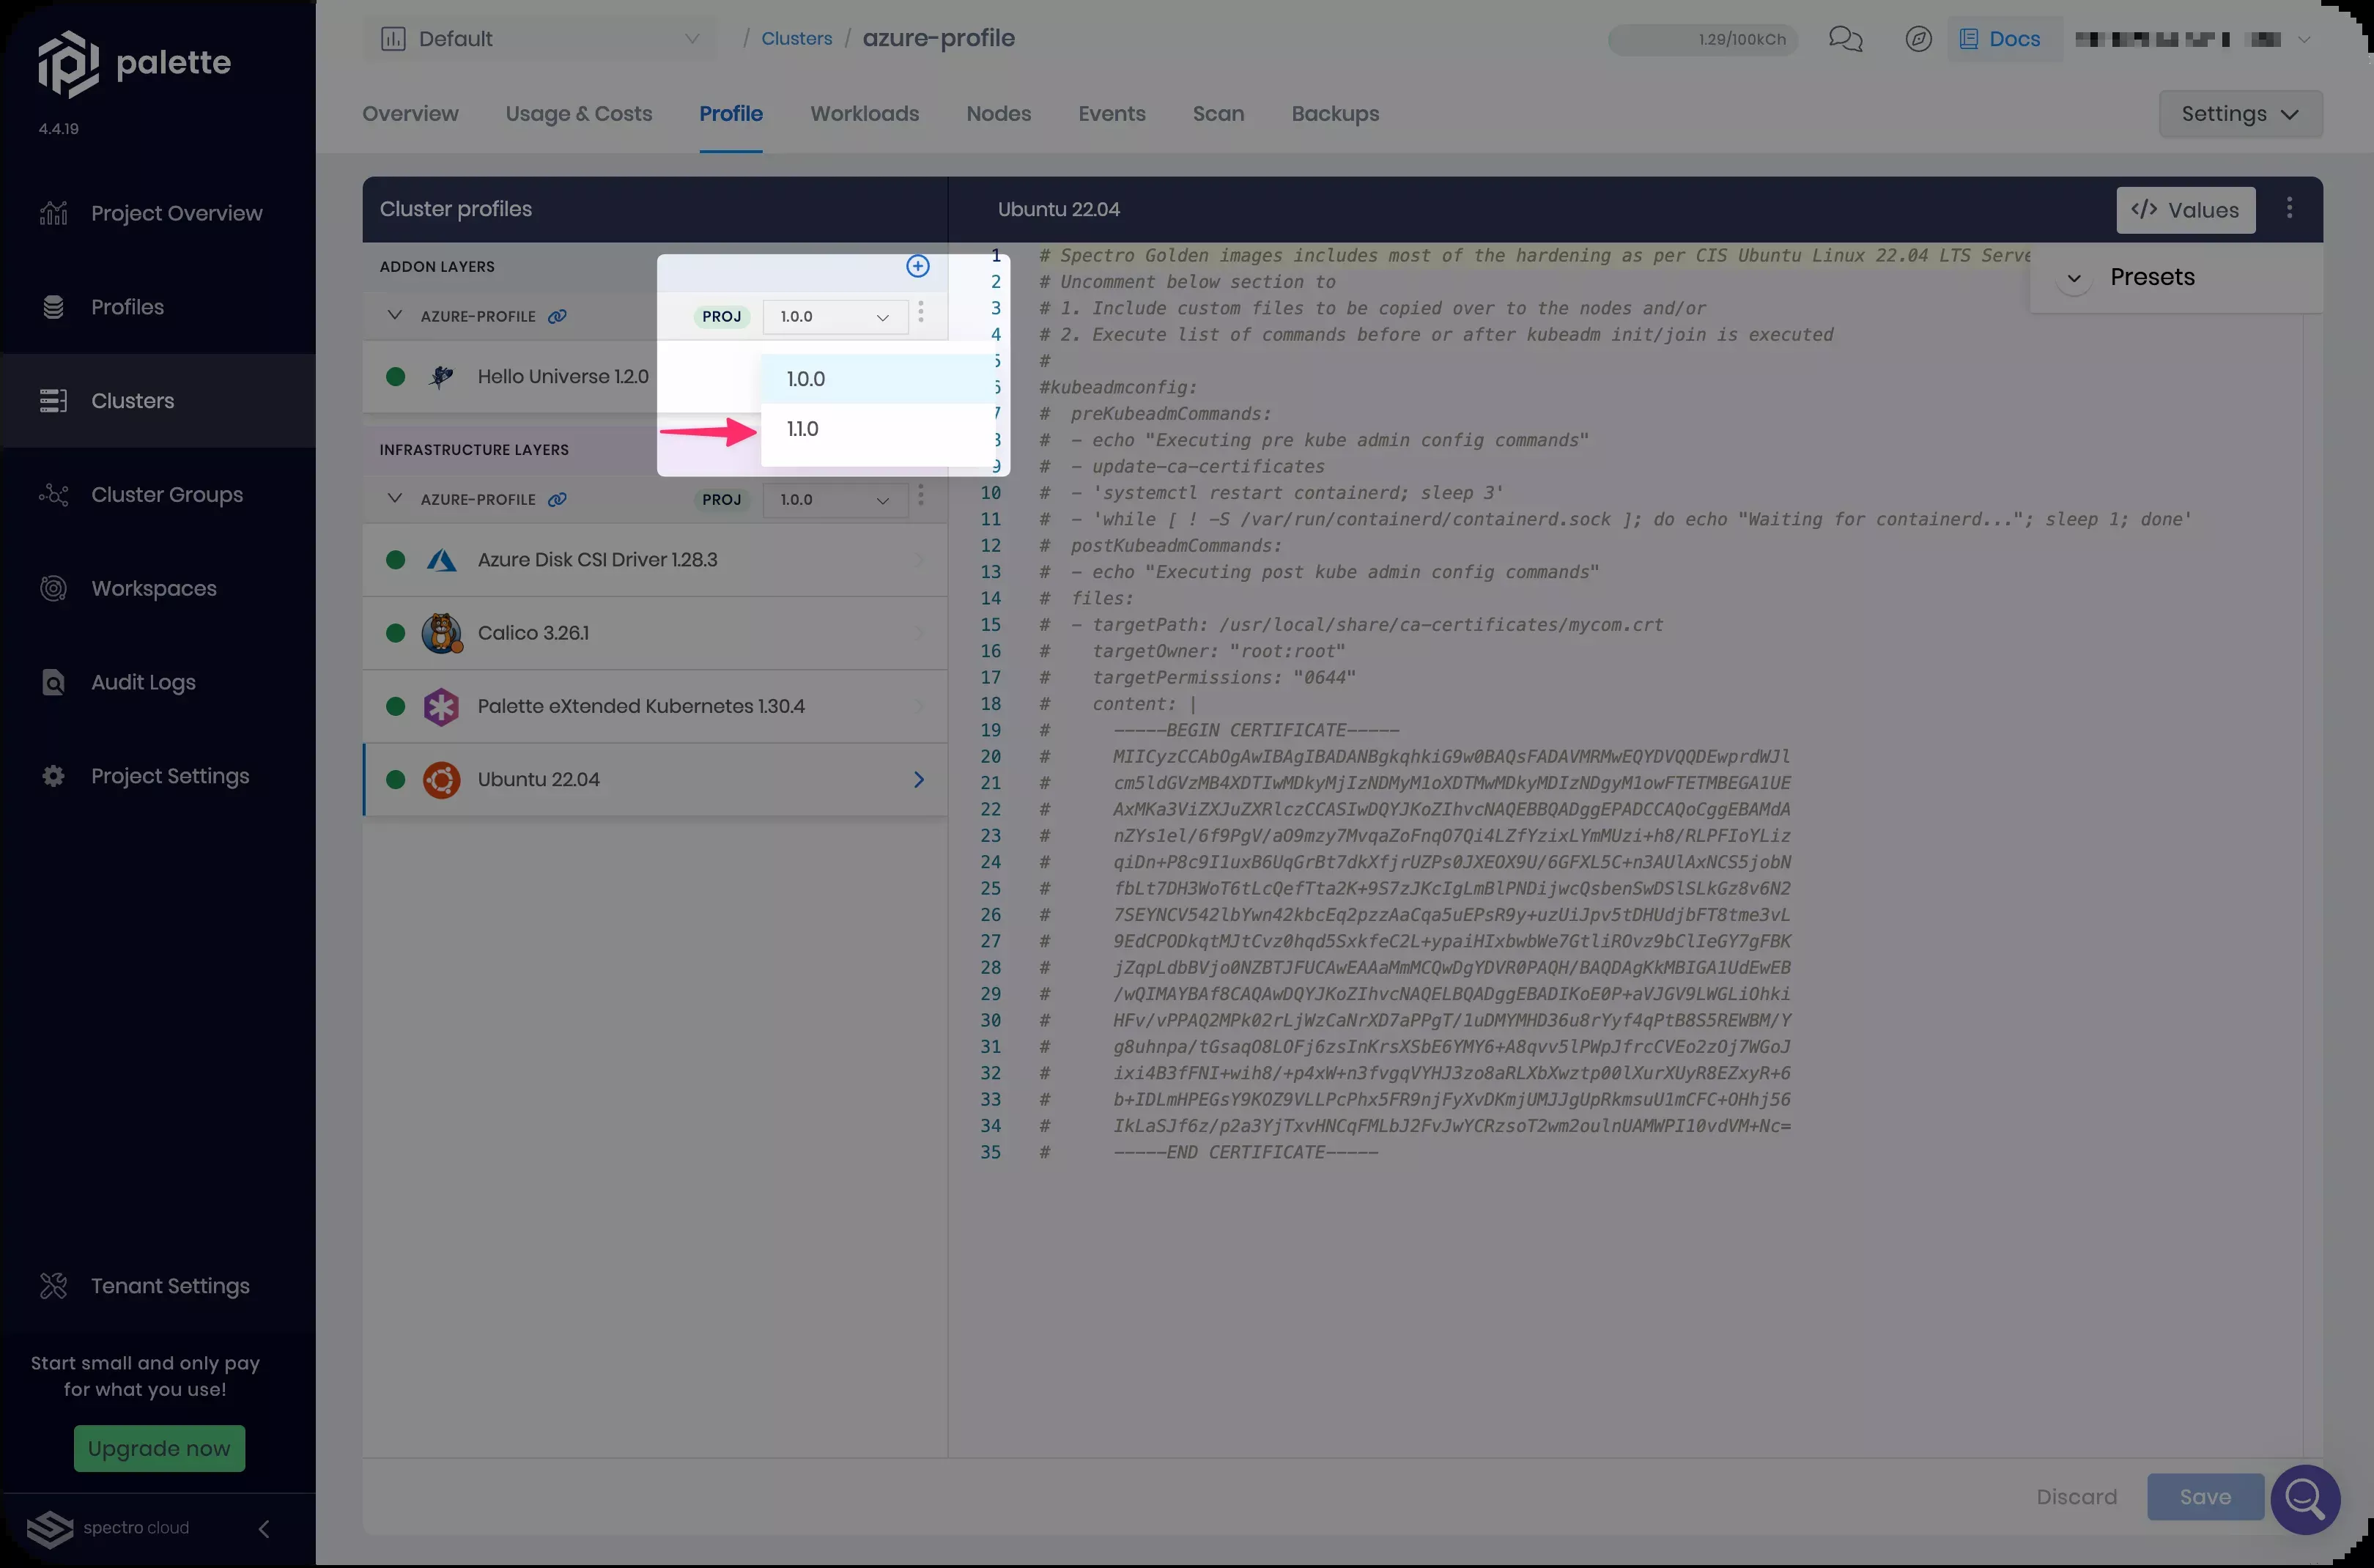 palette
4.4.19
Project Overview
Profiles
Clusters
Cluster Groups
Workspaces
Audit Logs
Project Settings
Tenant Settings
Start small and only pay
for what you use!
Upgrade now
spectro cloud
Default
/ Clusters / azure-profile
1.29/100kCh
Docs
Overview
Usage & Costs
Profile
Workloads
Nodes
Events
Scan
Backups
Settings
Cluster profiles
ADDON LAYERS
AZURE-PROFILE PROJ 1.0.0
Hello Universe 1.2.0
1.0.0
1.1.0
INFRASTRUCTURE LAYERS
AZURE-PROFILE PROJ 1.0.0
Azure Disk CSI Driver 1.28.3
Calico 3.26.1
Palette eXtended Kubernetes 1.30.4
Ubuntu 22.04
Ubuntu 22.04
</> Values
Presets
1 # Spectro Golden images includes most of the hardening as per CIS Ubuntu Linux 22.04 LTS Serve
2 # Uncomment below section to
3 # 1. Include custom files to be copied over to the nodes and/or
4 # 2. Execute list of commands before or after kubeadm init/join is executed
5 #
6 #kubeadmconfig:
7 #  preKubeadmCommands:
8 #  - echo "Executing pre kube admin config commands"
9 #  - update-ca-certificates
10 #  - 'systemctl restart containerd; sleep 3'
11 #  - 'while [ ! -S /var/run/containerd/containerd.sock ]; do echo "Waiting for containerd..."; sleep 1; done'
12 #  postKubeadmCommands:
13 #  - echo "Executing post kube admin config commands"
14 #  files:
15 #  - targetPath: /usr/local/share/ca-certificates/mycom.crt
16 #    targetOwner: "root:root"
17 #    targetPermissions: "0644"
18 #    content: |
19 #      -----BEGIN CERTIFICATE-----
20 #      MIICyzCCAbOgAwIBAgIBADANBgkqhkiG9w0BAQsFADAVMRMwEQYDVQQDEwprdWJl
21 #      cm5ldGVzMB4XDTIwMDkyMjIzNDMyM1oXDTMwMDkyMDIzNDgyM1owFTETMBEGA1UE
22 #      AxMKa3ViZXJuZXRlczCCASIwDQYJKoZIhvcNAQEBBQADggEPADCCAQoCggEBAMdA
23 #      nZYs1el/6f9PgV/aO9mzy7MvqaZoFnqO7Qi4LZfYzixLYmMUzi+h8/RLPFIoYLiz
24 #      qiDn+P8c9I1uxB6UqGrBt7dkXfjrUZPs0JXEOX9U/6GFXL5C+n3AUlAxNCS5jobN
25 #      fbLt7DH3WoT6tLcQefTta2K+9S7zJKcIgLmBlPNDijwcQsbenSwDSlSLkGz8v6N2
26 #      7SEYNCV542lbYwn42kbcEq2pzzAaCqa5uEPsR9y+uzUiJpv5tDHUdjbFT8tme3vL
27 #      9EdCPODkqtMJtCvz0hqd5SxkfeC2L+ypaiHIxbwbWe7GtliROvz9bClIeGY7gFBK
28 #      jZqpLdbBVjo0NZBTJFUCAwEAAaMmMCQwDgYDVR0PAQH/BAQDAgKkMBIGA1UdEwEB
29 #      /wQIMAYBAf8CAQAwDQYJKoZIhvcNAQELBQADggEBADIKoE0P+aVJGV9LWGLiOhki
30 #      HFv/vPPAQ2MPk02rLjWzCaNrXD7aPPgT/1uDMYMHD36u8rYyf4qPtB8S5REWBM/Y
31 #      g8uhnpa/tGsaqO8LOFj6zsInKrsXSbE6YMY6+A8qvv5lPWpJfrcCVEo2zOj7WGoJ
32 #      ixi4B3fFNI+wih8/+p4xW+n3fvgqVYHJ3zo8aRLXbXwztp00lXurXUyR8EZxyR+6
33 #      b+IDLmHPEGsY9KOZ9VLLPcPhx5FR9njFyXvDKmjUMJJgUpRkmsuU1mCFC+OHhj56
34 #      IkLaSJf6z/p2a3YjTxvHNCqFMLbJ2FvJwYCRzsoT2wm2oulnUAMWPI10vdVM+Nc=
35 #      -----END CERTIFICATE-----
Discard
Save